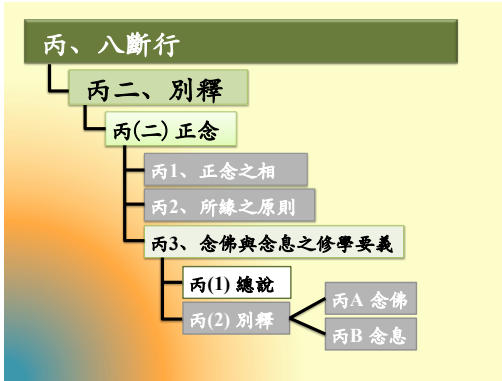 丙、八斷行
丙二、別釋
丙(二) 正念
丙1、正念之相
丙2、所緣之原則
丙3、念佛與念息之修學要義
丙(1) 總說
丙(2) 別釋
丙A 念佛
丙B 念息